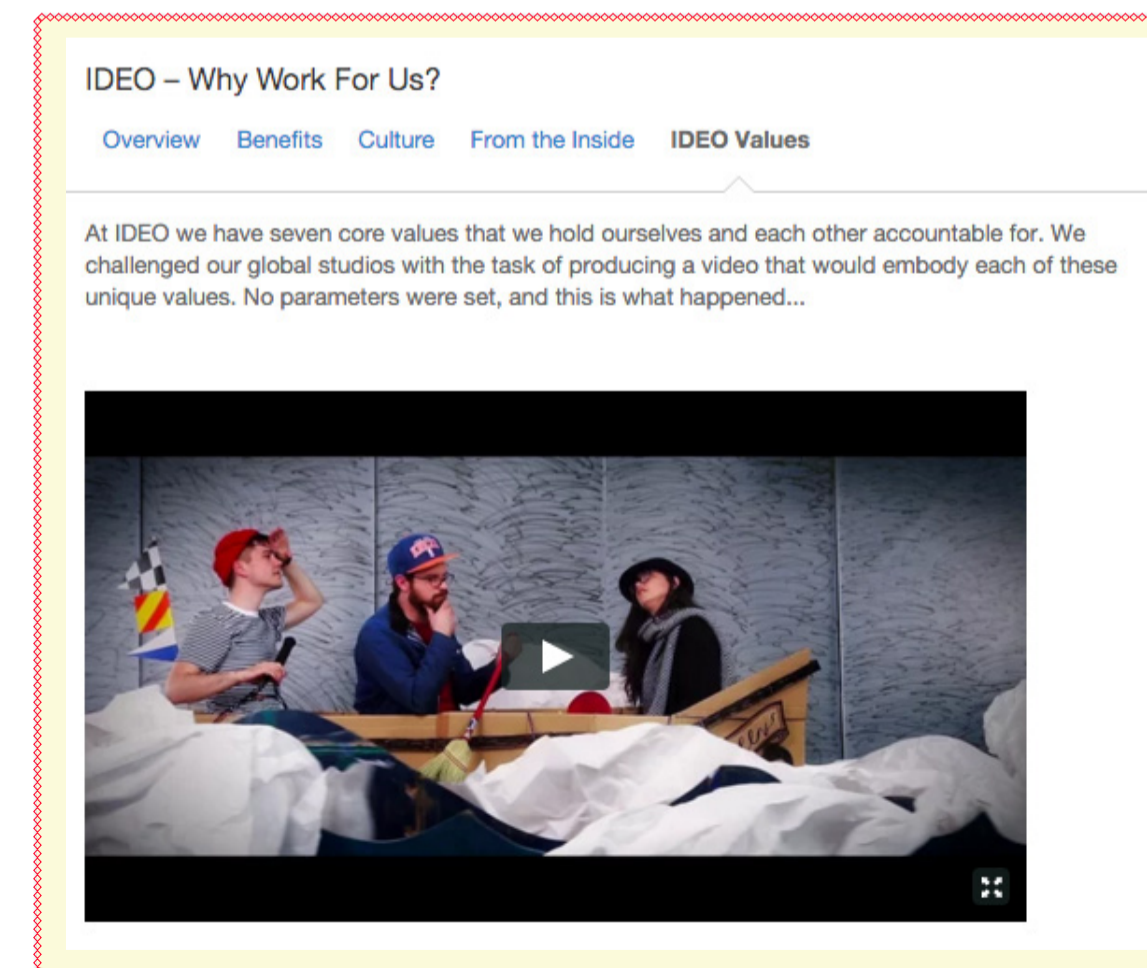 IDEO – Why Work For Us?
Overview Benefits Culture From the Inside IDEO Values
At IDEO we have seven core values that we hold ourselves and each other accountable for. We
challenged our global studios with the task of producing a video that would embody each of these
unique values. No parameters were set, and this is what happened...